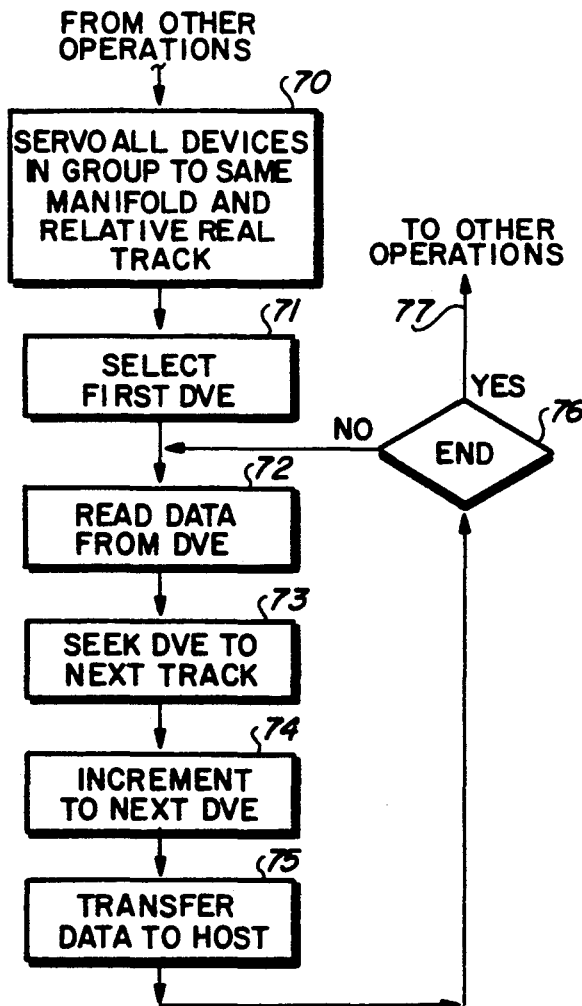 FROM OTHER
OPERATIONS
70
SERVO ALL DEVICES
IN GROUP TO SAME
MANIFOLD AND
RELATIVE REAL
TRACK
71
SELECT
FIRST DVE
72
READ DATA
FROM DVE
73
SEEK DVE TO
NEXT TRACK
74
INCREMENT
TO NEXT DVE
75
TRANSFER
DATA TO HOST
TO OTHER
OPERATIONS
77
YES
76
NO
END